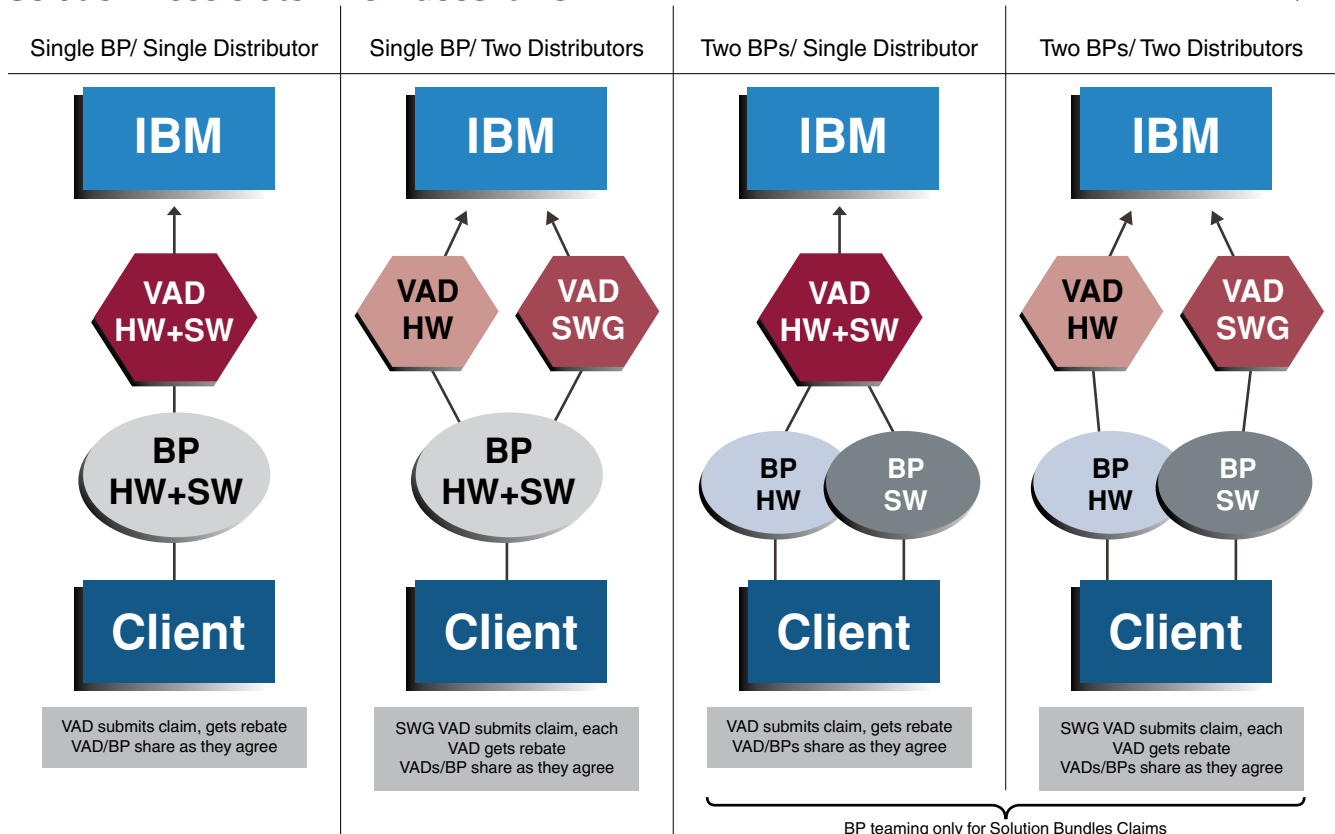 Single BP/ Single Distributor
Single BP/ Two Distributors
Two BPs/ Single Distributor
Two BPs/ Two Distributors
IBM
VAD
HW+SW
BP
HW+SW
Client
VAD submits claim, gets rebate
VAD/BP share as they agree
IBM
VAD
HW
VAD
SWG
BP
HW+SW
Client
SWG VAD submits claim, each
VAD gets rebate
VADs/BP share as they agree
IBM
VAD
HW+SW
BP
HW
BP
SW
Client
VAD submits claim, gets rebate
VAD/BPs share as they agree
IBM
VAD
HW
VAD
SWG
BP
HW
BP
SW
Client
SWG VAD submits claim, each
VAD gets rebate
VADs/BPs share as they agree
BP teaming only for Solution Bundles Claims